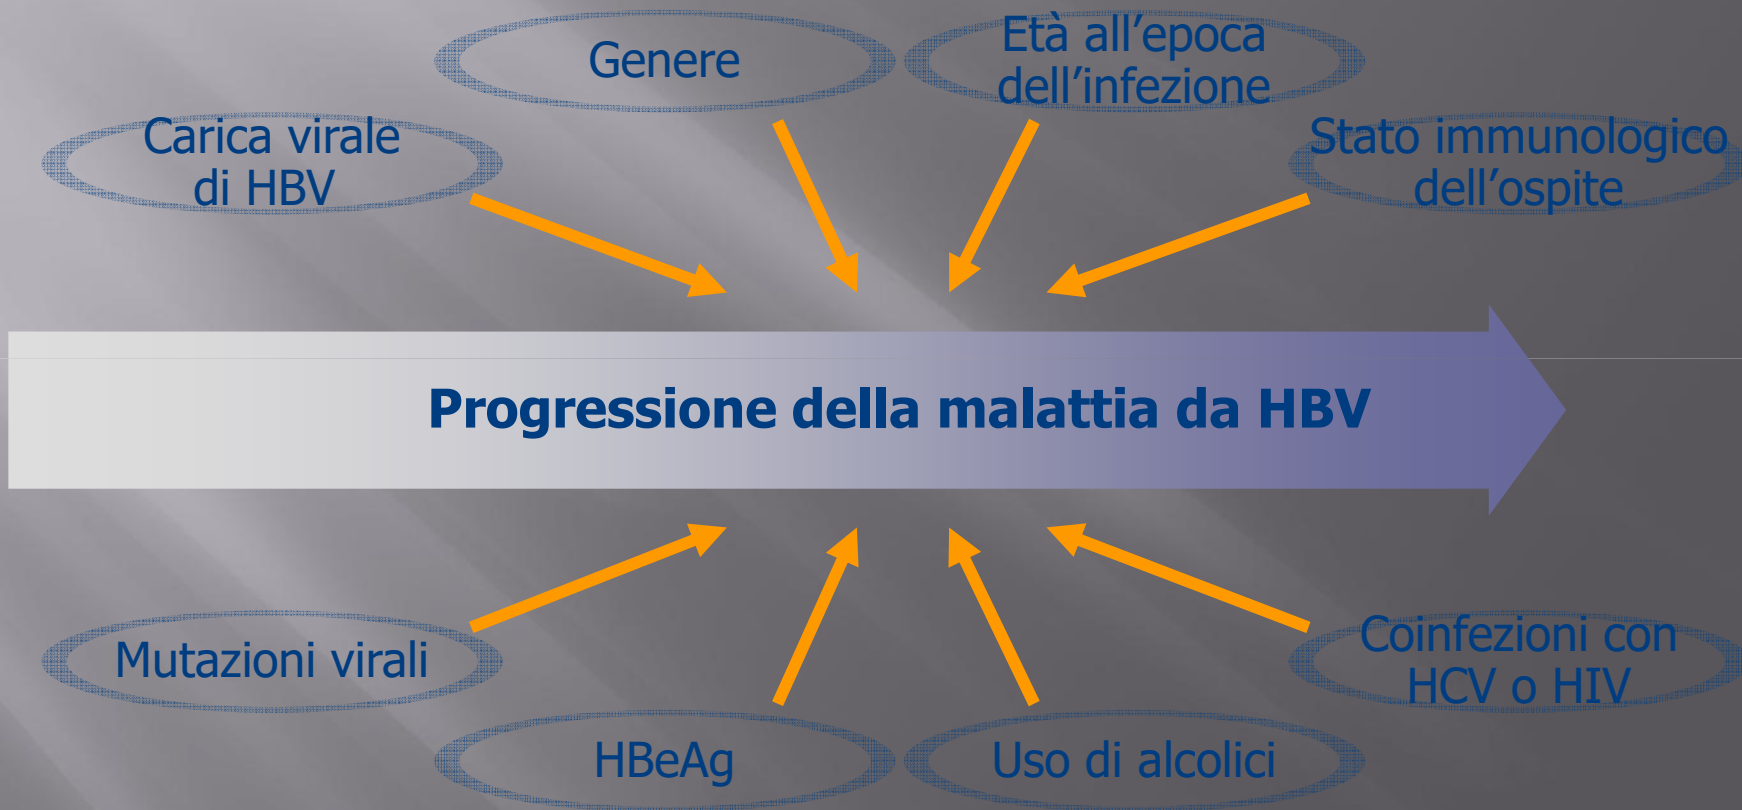 Genere
Età all’epoca
dell’infezione
Carica virale
di HBV
Stato immunologico
dell’ospite
Progressione della malattia da HBV
Mutazioni virali
Coinfezioni con
HCV o HIV
HBeAg
Uso di alcolici